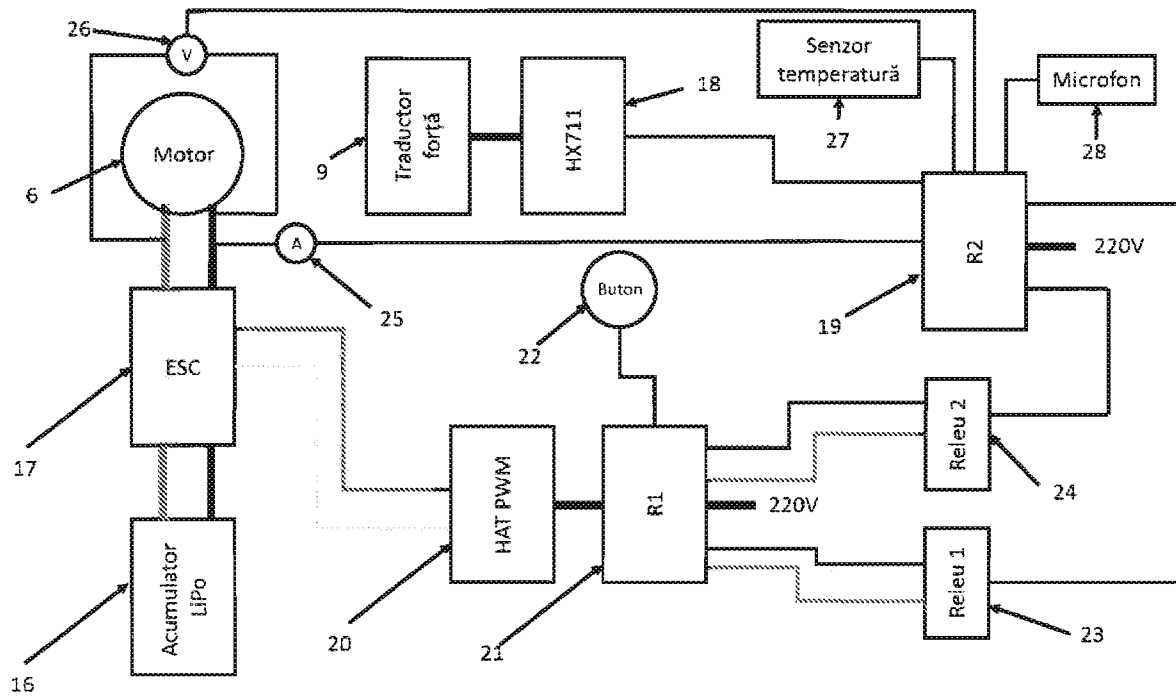 26
V
Senzor
temperatură
27
Microfon
28
Traductor
forță
9
HX711
18
Motor
6
A
25
R2
220V
19
Buton
22
ESC
17
HAT PWM
20
R1
220V
21
Releu 2
24
Releu 1
23
Acumulator
LiPo
16